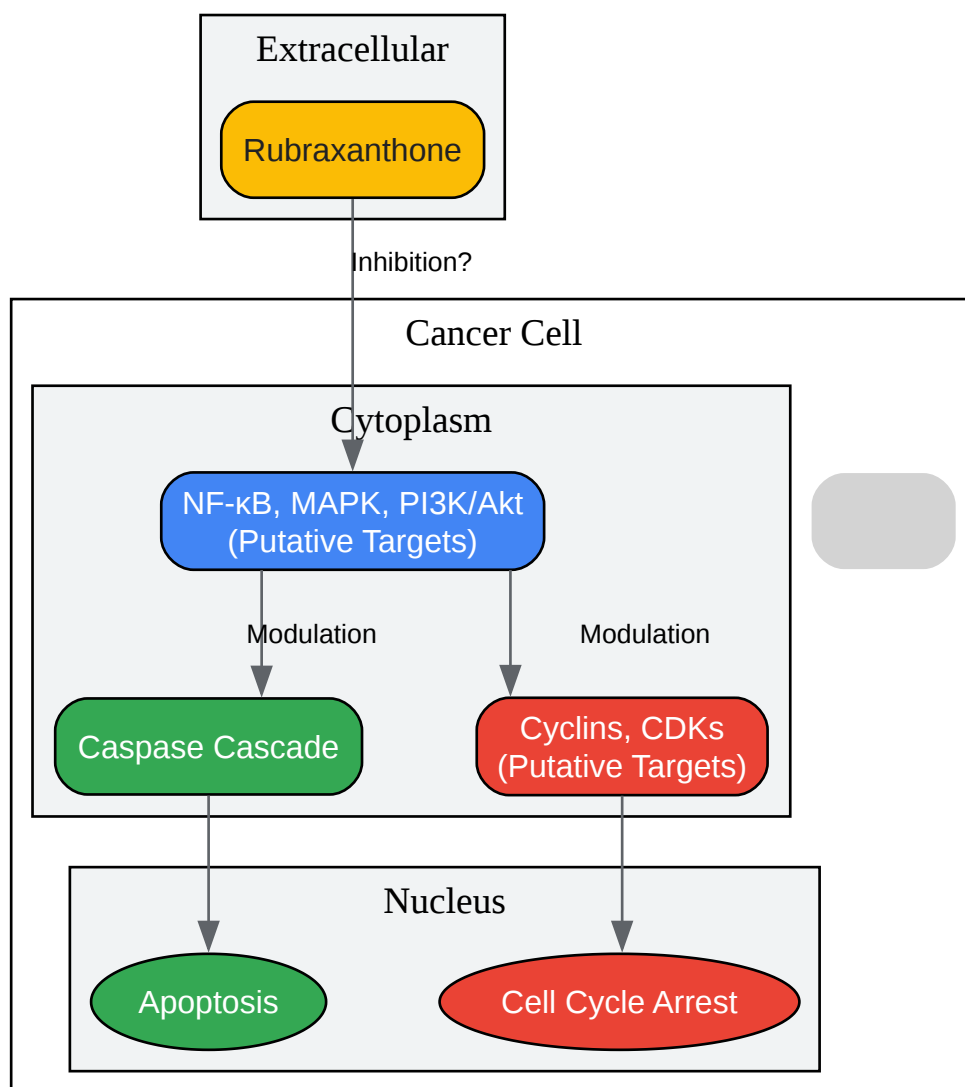 Extracellular
Rubraxanthone
Inhibition?
Cancer Cell
Cytoplasm
NF-κB, MAPK, PI3K/Akt
(Putative Targets)
Modulation
Modulation
Caspase Cascade
Cyclins, CDKs
(Putative Targets)
Nucleus
Apoptosis
Cell Cycle Arrest